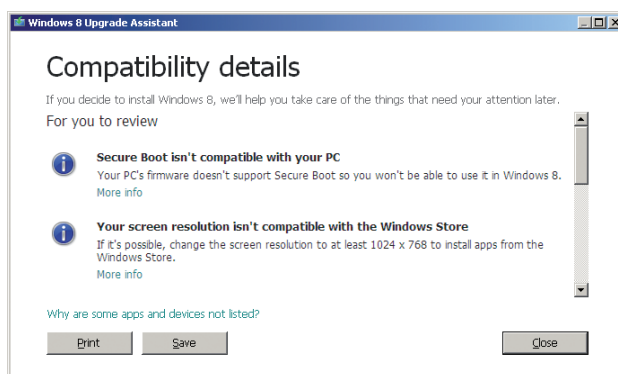 Windows 8 Upgrade Assistant
Compatibility details
If you decide to install Windows 8, we'll help you take care of the things that need your attention later.
For you to review
Secure Boot isn't compatible with your PC
Your PC's firmware doesn't support Secure Boot so you won't be able to use it in Windows 8.
More info
Your screen resolution isn't compatible with the Windows Store
If it's possible, change the screen resolution to at least 1024 x 768 to install apps from the
Windows Store.
More info
Why are some apps and devices not listed?
Print Save Close